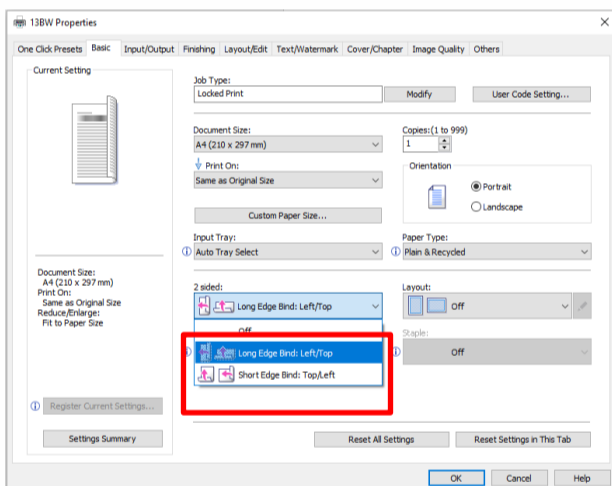 13BW Properties
One Click Presets Basic Input/Output Finishing Layout/Edit Text/Watermark Cover/Chapter Image Quality Others
Current Setting
Job Type:
Locked Print Modify User Code Setting...
Document Size: Copies:(1 to 999)
A4 (210 x 297 mm) 1
Print On: Orientation
Same as Original Size Portrait
Landscape
Custom Paper Size...
Input Tray: Paper Type:
Auto Tray Select Plain & Recycled
Document Size:
A4 (210 x 297 mm)
Print On:
Same as Original Size
Reduce/Enlarge:
Fit to Paper Size
2 sided: Layout:
Long Edge Bind: Left/Top Off
Off Staple:
Long Edge Bind: Left/Top Off
Short Edge Bind: Top/Left
Register Current Settings...
Settings Summary Reset All Settings Reset Settings in This Tab
OK Cancel Help